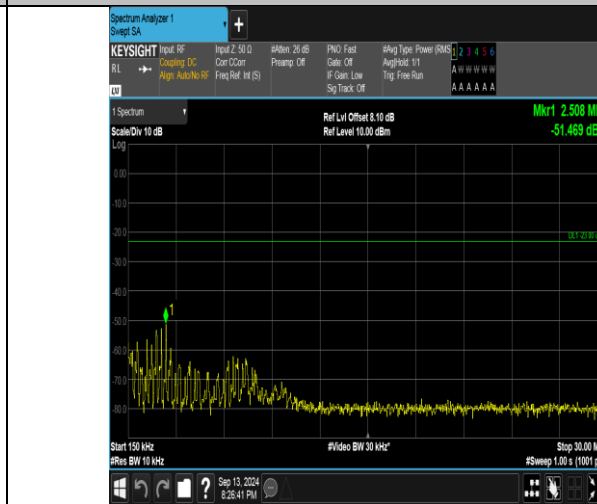 Spectrum Analyzer 1
Swept SA
+
KEYSIGHT Input: RF Input Z: 50 Ω #Atten: 26 dB PNO: Fast #Avg Type: Power (RMS 1 2 3 4 5 6
RL Coupling: DC Corr CCorr Preamp: Off Gate: Off Avg|Hold: 1/1 A W W W W W
Align: Auto/No RF Freq Ref: Int (S) IF Gain: Low Trig: Free Run
LXI Sig Track: Off A A A A A A
1 Spectrum Ref Lvl Offset 8.10 dB Mkr1 2.508 M
Scale/Div 10 dB Ref Level 10.00 dBm -51.469 dB
Log
0.00
-10.0
-20.0
DL1 -23.00
-30.0
-40.0
1
-50.0
-60.0
-70.0
-80.0
Start 150 kHz #Video BW 30 kHz* Stop 30.00 M
#Res BW 10 kHz #Sweep 1.00 s (1001 p
? Sep 13, 2024
8:26:41 PM